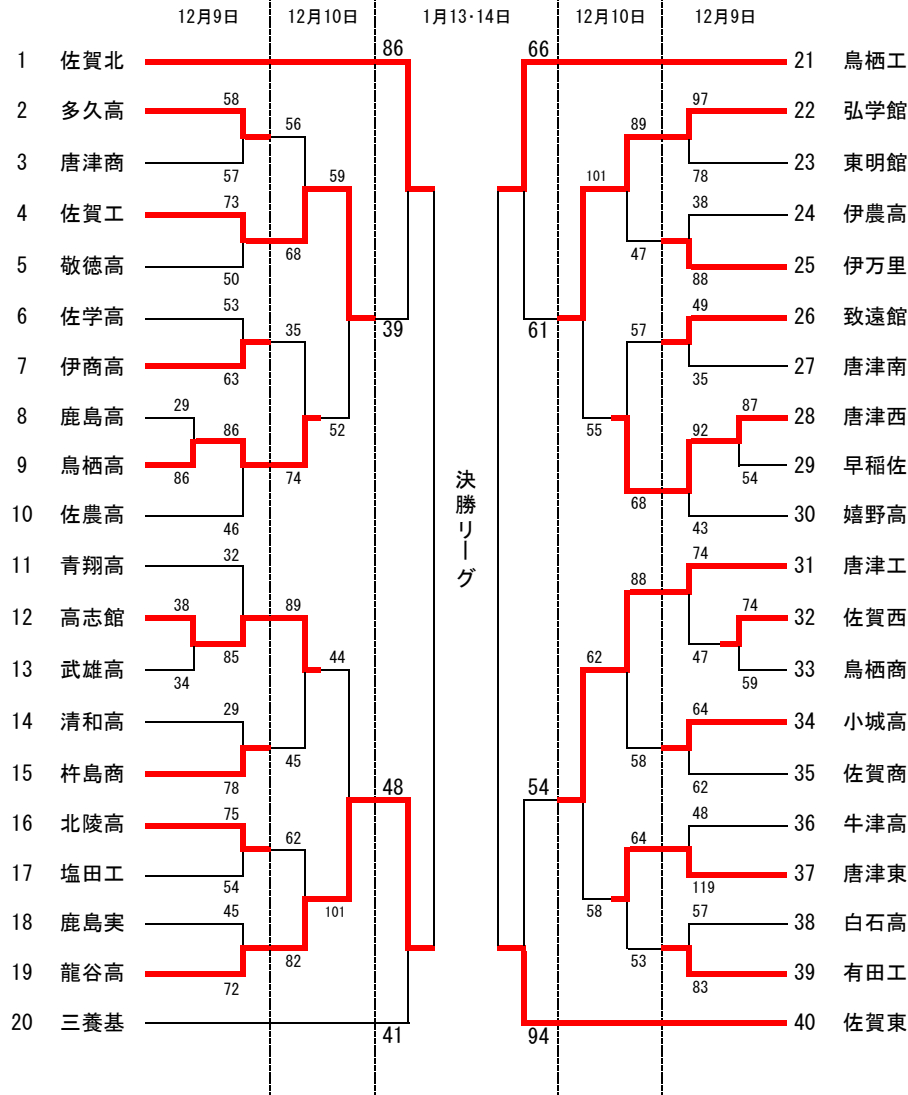 12月9日 12月10日 1月13・14日 12月10日 12月9日
86 66
1 佐賀北 21 鳥栖工
58 97
2 多久高 56 89 22 弘学館
3 唐津商 23 東明館
57 59 101 78
73 38
4 佐賀工 24 伊農高
68 47
5 敬徳高 25 伊万里
50 88
53 49
6 佐学高 35 57 26 致遠館
39 61
7 伊商高 27 唐津南
63 35
29 87
8 鹿島高 86 92 28 唐津西
52 55
9 鳥栖高 29 早稲佐
86 74 54
68
10 佐農高 30 嬉野高
46 43
決勝リーグ
32 74
11 青翔高 31 唐津工
88
38 89 74
12 高志館 32 佐賀西
85 44 62 47
13 武雄高 33 鳥栖商
34 59
29 64
14 清和高 34 小城高
45 58
15 杵島商 35 佐賀商
78 48 54 62
75 48
16 北陵高 62 64 36 牛津高
17 塩田工 37 唐津東
54 119
45 101 58 57
18 鹿島実 38 白石高
82 53
19 龍谷高 39 有田工
72 83
20 三養基 40 佐賀東
41 94